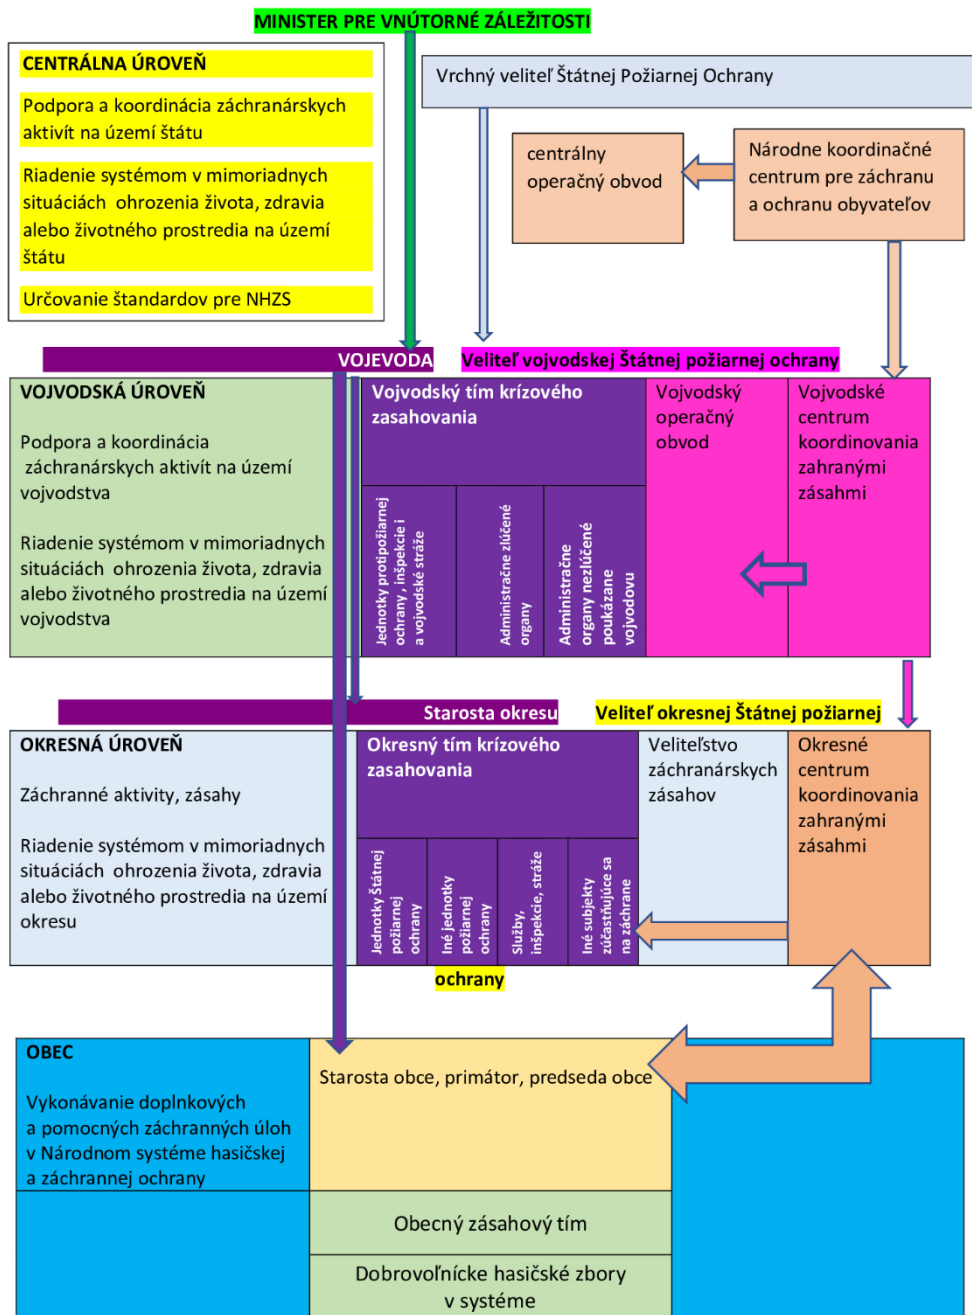 MINISTER PRE VNÚTORNÉ ZÁLEŽITOSTI
CENTRÁLNA ÚROVEŇ
Podpora a koordinácia záchranárskych
aktivít na území štátu
Riadenie systémom v mimoriadnych
situáciách ohrozenia života, zdravia
alebo životného prostredia na území
štátu
Určovanie štandardov pre NHZS
Vrchný veliteľ Štátnej Požiarnej Ochrany
centrálny
operačný obvod
Národne koordinačné
centrum pre záchranu
a ochranu obyvateľov
VOJEVODA
Veliteľ vojvodskej Štátnej požiarnej ochrany
VOJVODSKÁ ÚROVEŇ
Podpora a koordinácia
záchranárskych aktivít na území
vojvodstva
Riadenie systémom v mimoriadnych
situáciách ohrozenia života, zdravia
alebo životného prostredia na území
vojvodstva
Vojvodský tím krízového
zasahovania
Jednotky protipožiarnej
ochrany , inšpekcie i
a vojvodské stráže
Administračne zlúčené
organy
Administračne
organy nezlúčené
poukázane
vojvodovu
Vojvodský
operačný
obvod
Vojvodské
centrum
koordinovania
zahranými
zásahmi
Starosta okresu
Veliteľ okresnej Štátnej požiarnej
OKRESNÁ ÚROVEŇ
Záchranné aktivity, zásahy
Riadenie systémom v mimoriadnych
situáciách ohrozenia života, zdravia
alebo životného prostredia na území
okresu
Okresný tím krízového
zasahovania
Jednotky Štátnej
požiarnej
ochrany
Iné jednotky
požiarnej
ochrany
Služby,
inšpekcie, stráže
Iné subjekty
zúčasťňujúce sa
na záchrane
Veliteľstvo
záchranárskych
zásahov
Okresné
centrum
koordinovania
zahranými
zásahmi
ochrany
OBEC
Vykonávanie doplnkových
a pomocných záchranných úloh
v Národnom systéme hasičskej
a záchrannej ochrany
Starosta obce, primátor, predseda obce
Obecný zásahový tím
Dobrovoľnícke hasičské zbory
v systéme